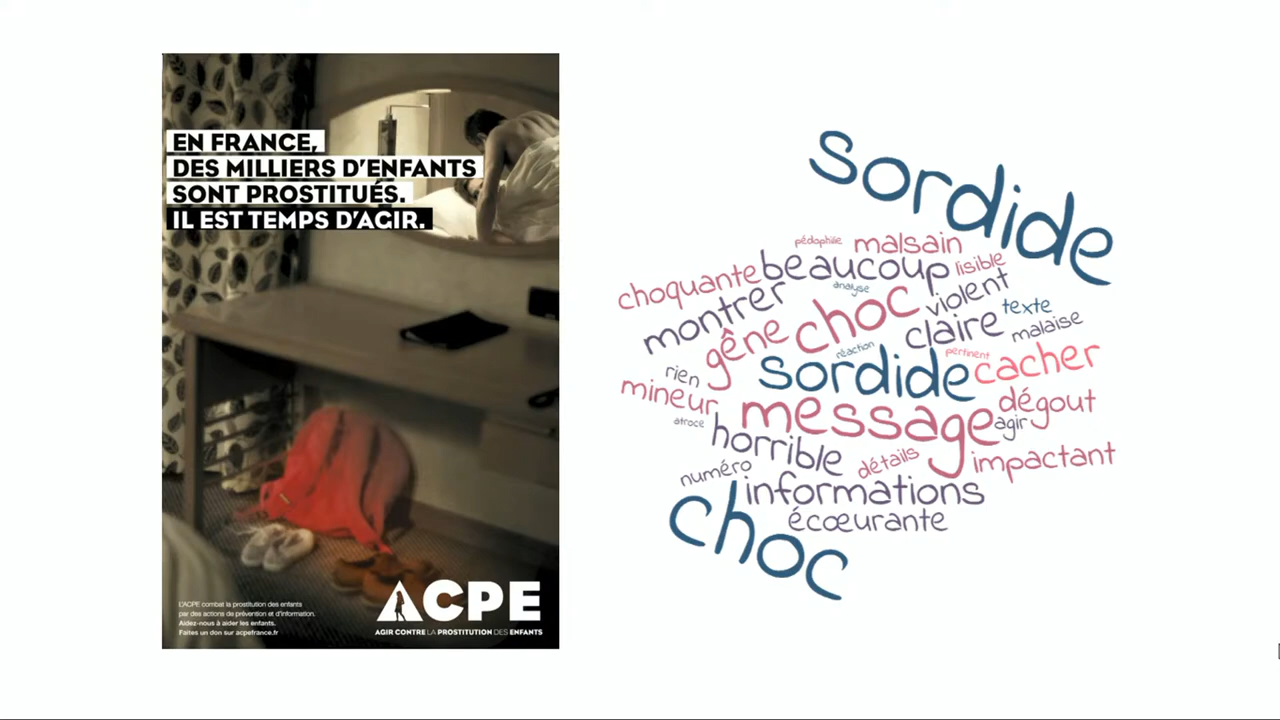 EN FRANCE,
DES MILLIERS D'ENFANTS
SONT PROSTITUÉS.
IL EST TEMPS D'AGIR.
L'ACPE combat la prostitution des enfants
par des actions de prévention et d'information.
Aidez-nous à aider les enfants.
Faites un don sur acpefrance.fr
ACPE
AGIR CONTRE LA PROSTITUTION DES ENFANTS
sordide
pédophilie
malsain
choquante
beaucoup
lisible
analyse
montrer
choc
violent
texte
gêne
claire
malaise
réaction
pertinent
rien
sordide
cacher
mineur
message
dégout
atroce
agir
horrible
détails
impactant
numéro
informations
choc
écœurante